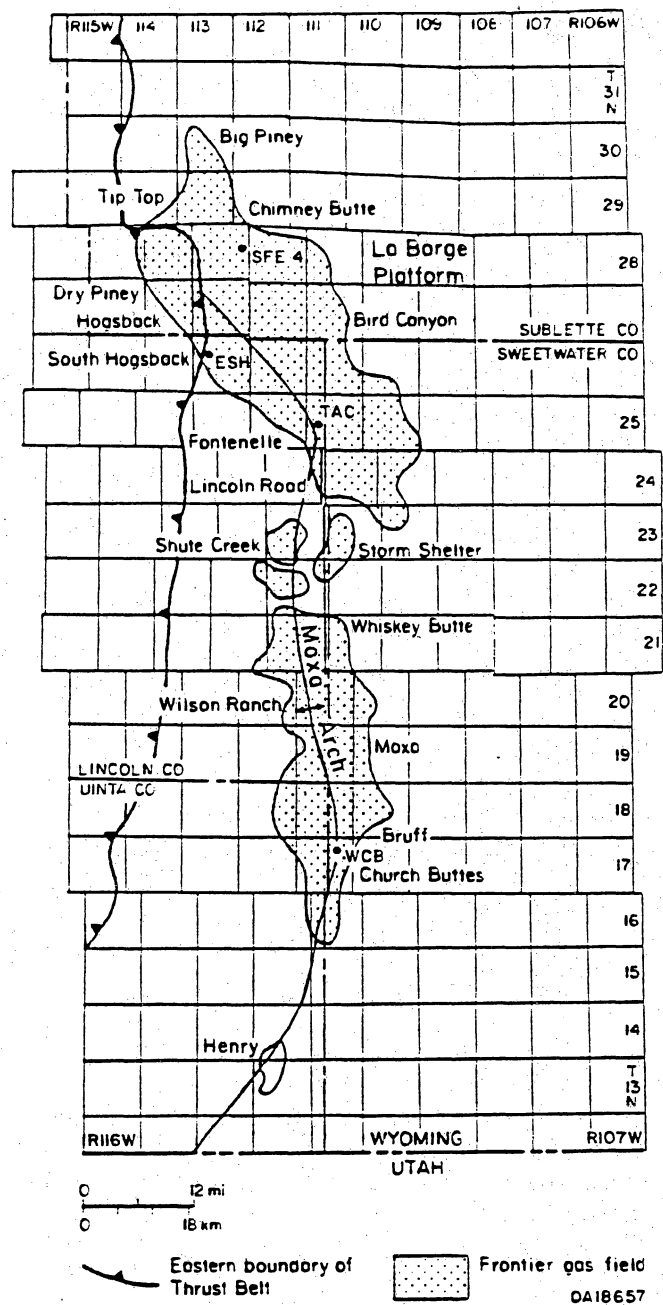 R115W 114 113 112 111 110 109 108 107 R106W
T
31
N
Big Piney
30
Tip Top
Chimney Butte
29
SFE 4
La Barge
Platform
28
Dry Piney
Hogsback
Bird Canyon
SUBLETTE CO
SWEETWATER CO
South Hogsback
ESH
TAC
25
Fontenelle
Lincoln Road
24
Shute Creek
Storm Shelter
23
22
Whiskey Butte
21
Moxa
Arch
Wilson Ranch
20
Moxa
19
LINCOLN CO
UINTA CO
18
Bruff
WCB
Church Buttes
17
16
15
14
Henry
T
13
N
R116W
WYOMING
R107W
UTAH
0 12 mi
0 18 km
Eastern boundary of
Thrust Belt
Frontier gas field
QA18657